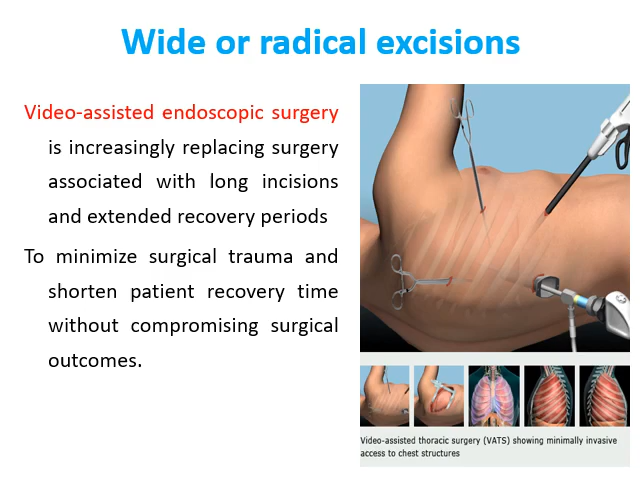 Wide or radical excisions
Video-assisted endoscopic surgery
is increasingly replacing surgery
associated with long incisions
and extended recovery periods
To minimize surgical trauma and
shorten patient recovery time
without compromising surgical
outcomes.
Video-assisted thoracic surgery (VATS) showing minimally invasive
access to chest structures